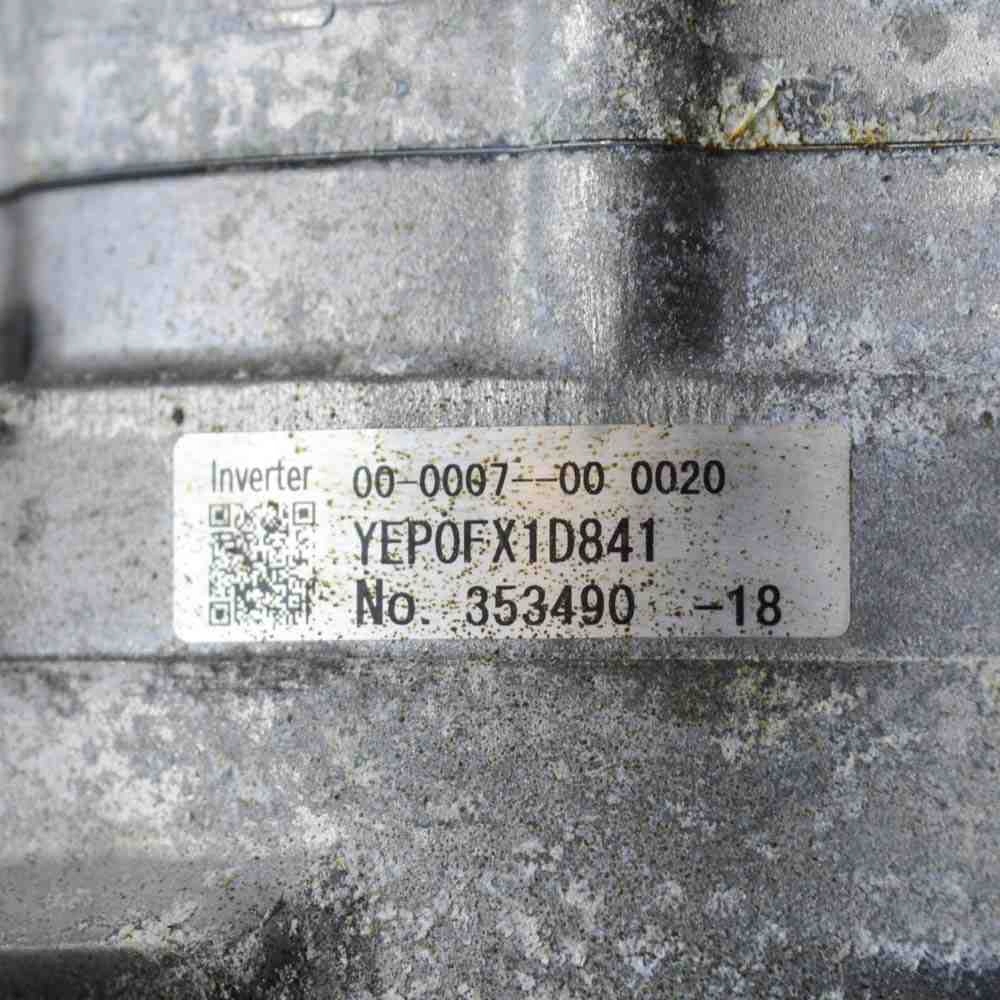 Inverter 00-0007--00 0020
YEP0FX1D841
No. 353490 -18